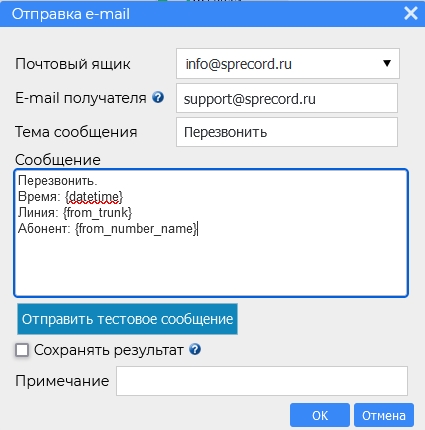 Отправка e-mail
Почтовый ящик info@sprecord.ru
E-mail получателя ? support@sprecord.ru
Тема сообщения Перезвонить
Сообщение
Перезвонить.
Время: {datetime}
Линия: {from_trunk}
Абонент: {from_number_name}
Отправить тестовое сообщение
Сохранять результат ?
Примечание
ОК Отмена